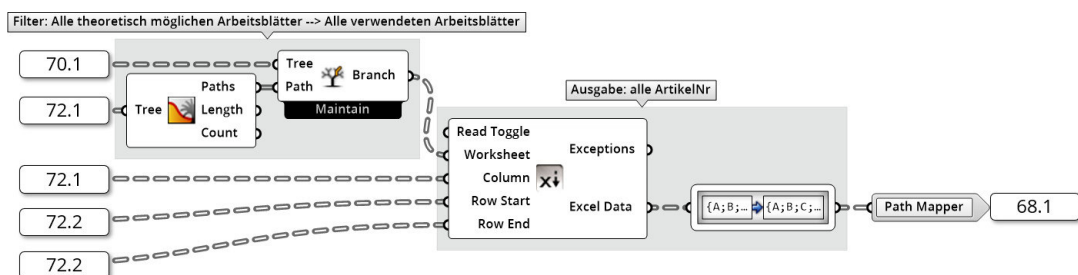 Filter: Alle theoretisch möglichen Arbeitsblätter --> Alle verwendeten Arbeitsblätter
70.1
72.1
Tree
Paths
Length
Count
Tree
Path
Branch
Maintain
72.1
72.2
72.2
Ausgabe: alle ArtikelNr
Read Toggle
Worksheet
Column
Row Start
Row End
Exceptions
Excel Data
{A;B;... {A;B;C;...
Path Mapper
68.1